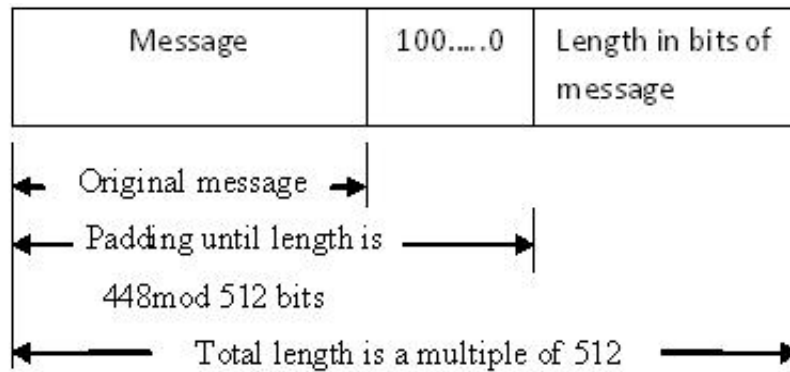 Message
100.....0
Length in bits of
message
Original message
Padding until length is
448mod 512 bits
Total length is a multiple of 512